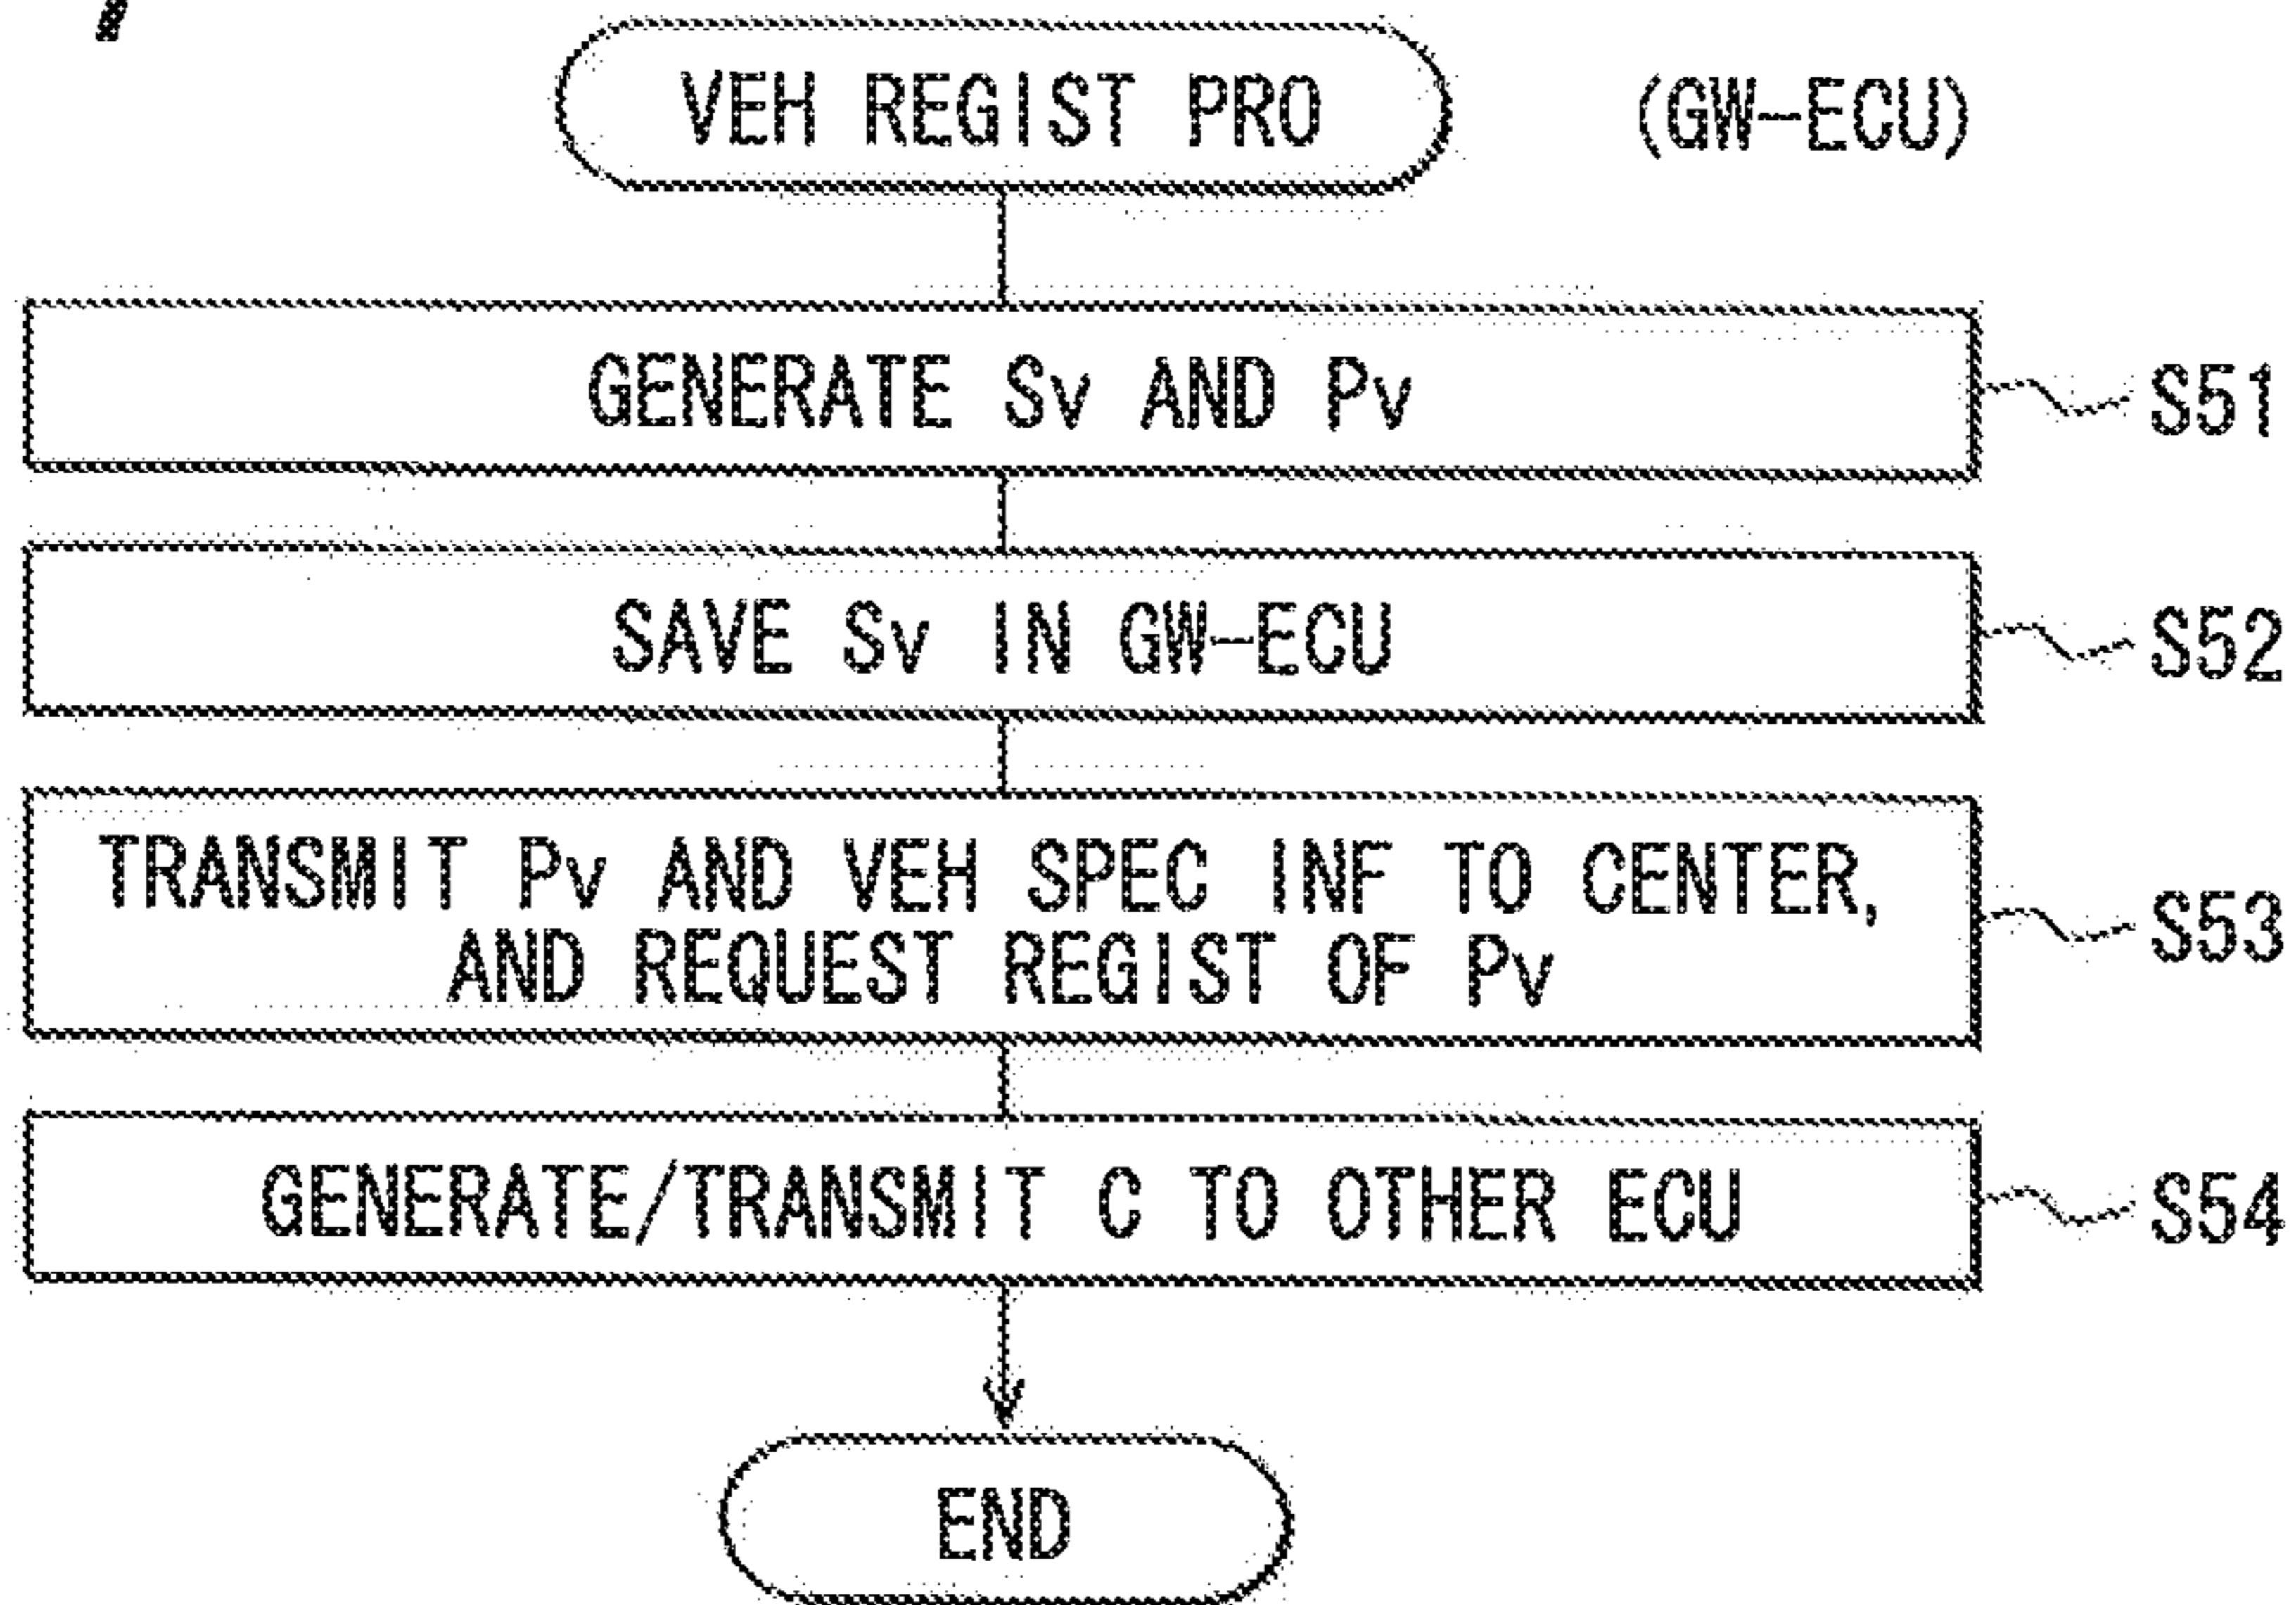 VEH REGIST PRO
(GW-ECU)
GENERATE Sv AND Pv
S51
SAVE Sv IN GW-ECU
S52
TRANSMIT Pv AND VEH SPEC INF TO CENTER,
AND REQUEST REGIST OF Pv
S53
GENERATE/TRANSMIT C TO OTHER ECU
S54
END